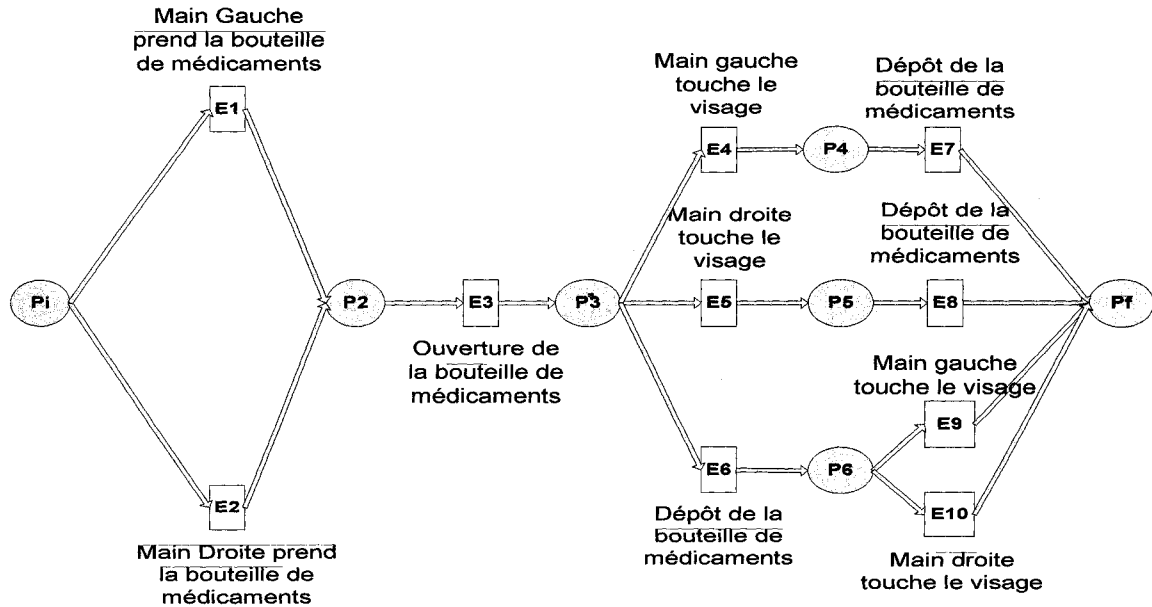 Main Gauche
prend la bouteille
de médicaments
E1
Main gauche
touche le
visage
Dépôt de la
bouteille de
médicaments
E4
P4
E7
Main droite
touche le
visage
Dépôt de la
bouteille de
médicaments
Pi
P2
E3
P3
E5
P5
E8
Pf
Ouverture de
la bouteille de
médicaments
Main gauche
touche le visage
E9
E6
P6
E2
E10
Dépôt de la
bouteille de
médicaments
Main Droite prend
la bouteille de
médicaments
Main droite
touche le visage